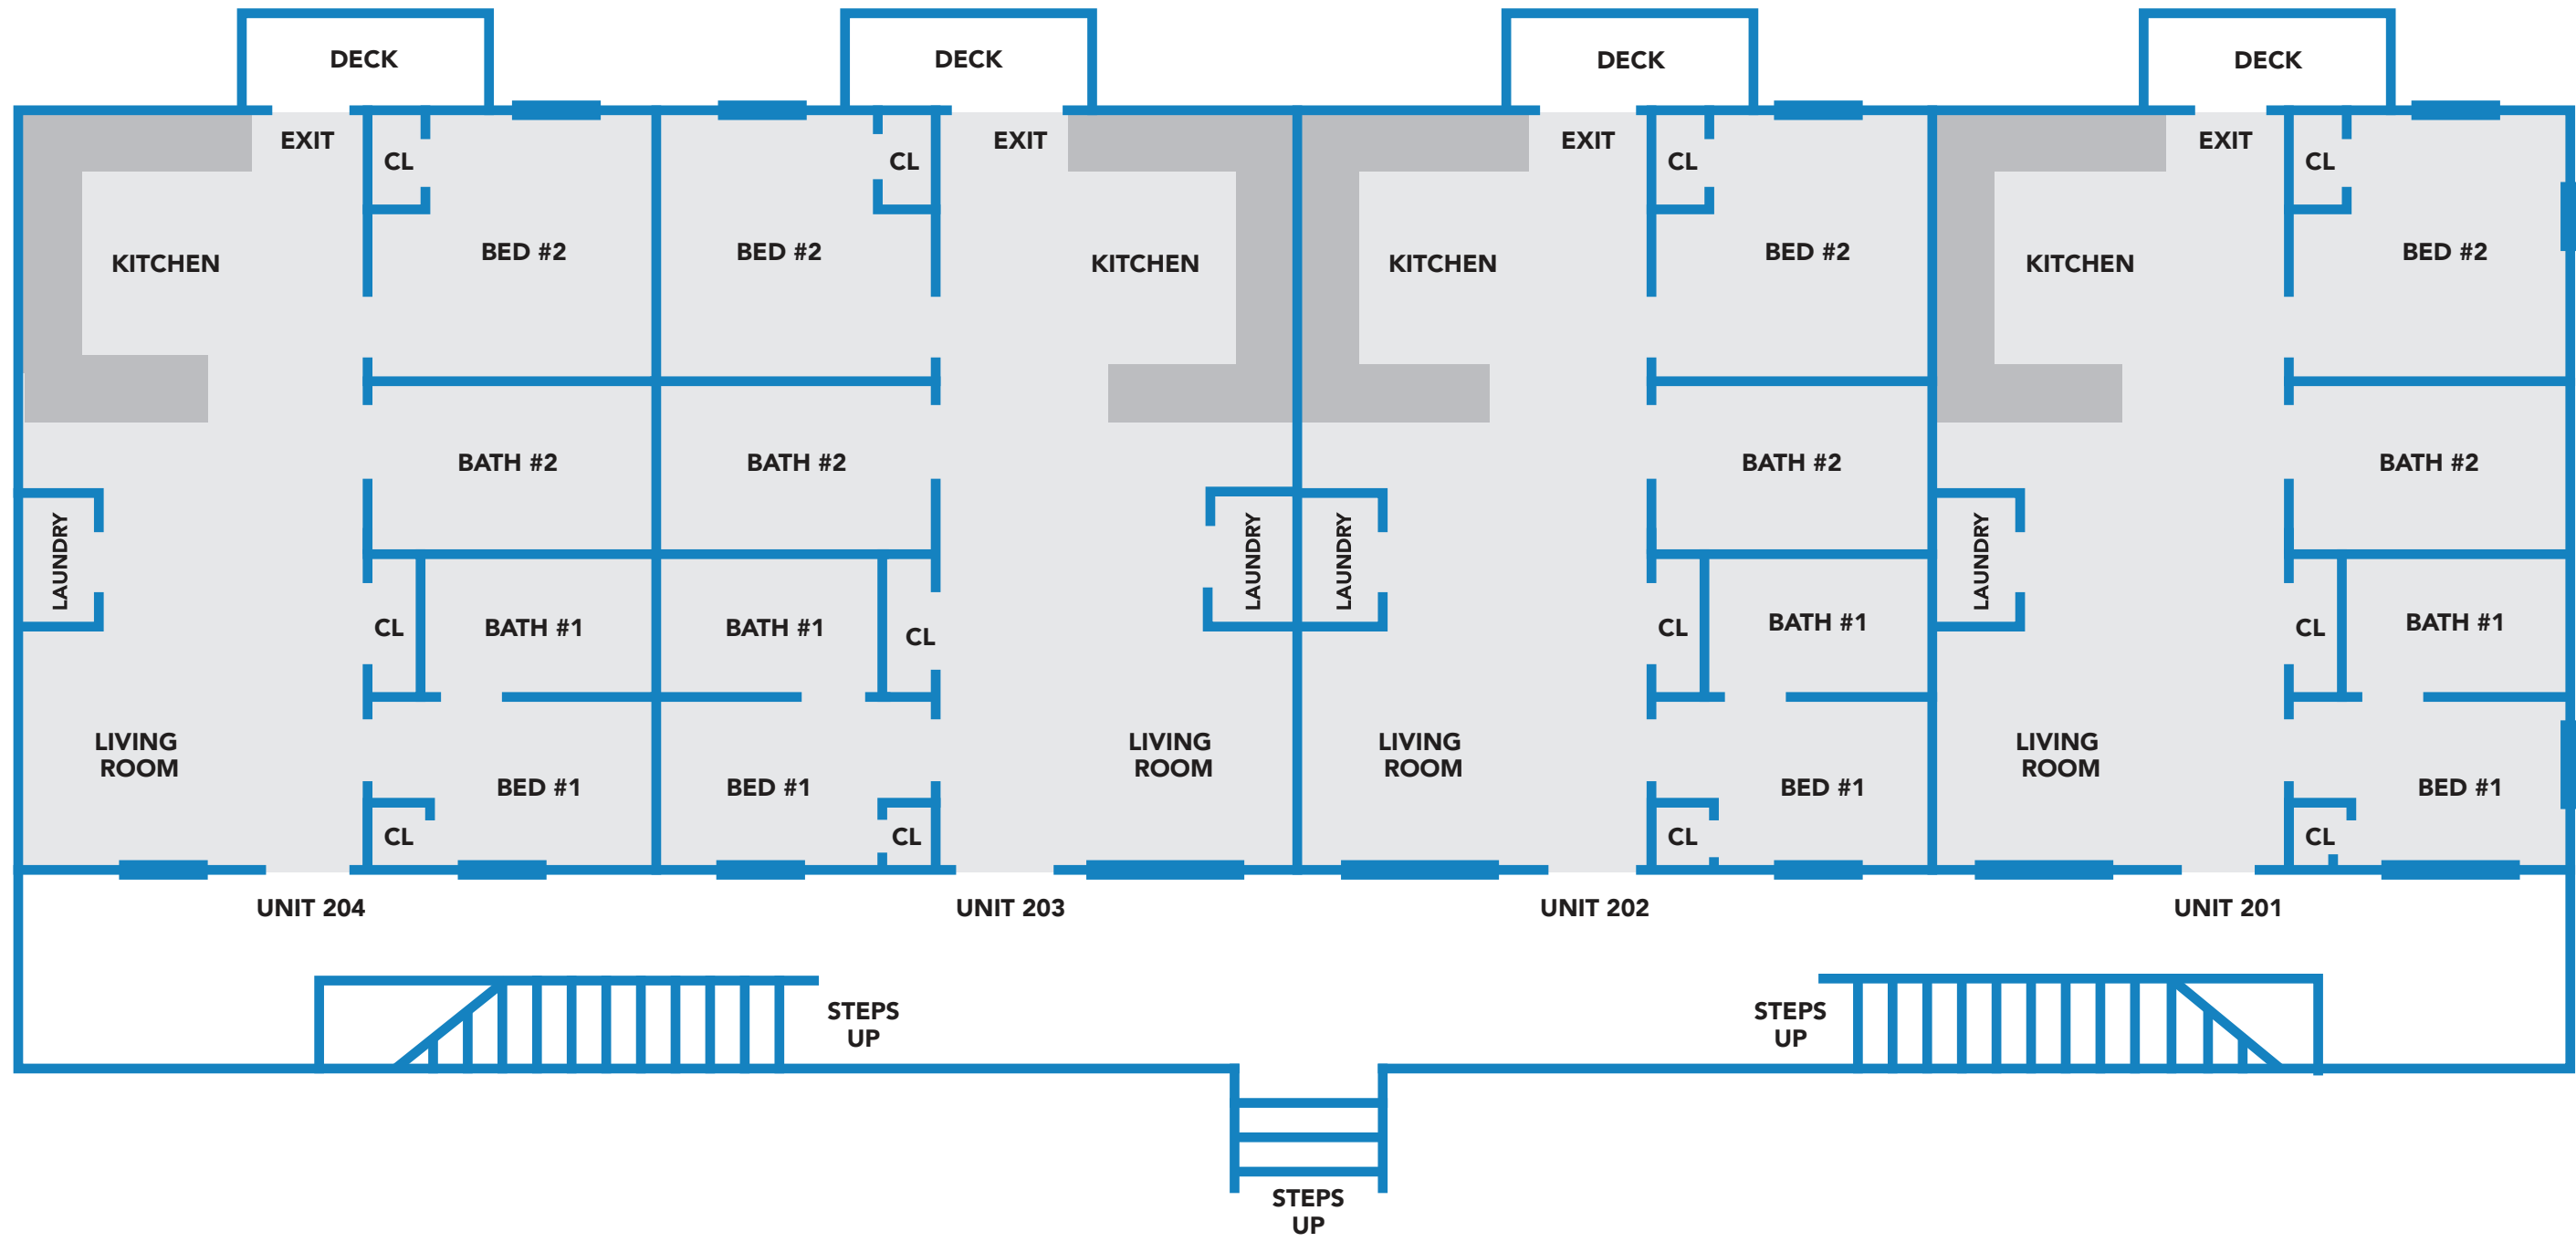 DECK
DECK
DECK
DECK
EXIT
EXIT
EXIT
EXIT
CL
CL
CL
CL
KITCHEN
BED #2
BED #2
KITCHEN
KITCHEN
BED #2
KITCHEN
BED #2
BATH #2
BATH #2
BATH #2
BATH #2
LAUNDRY
LAUNDRY
LAUNDRY
LAUNDRY
CL
BATH #1
BATH #1
CL
CL
BATH #1
CL
BATH #1
LIVING
ROOM
LIVING
ROOM
LIVING
ROOM
LIVING
ROOM
BED #1
BED #1
BED #1
BED #1
CL
CL
CL
CL
UNIT 204
UNIT 203
UNIT 202
UNIT 201
STEPS
UP
STEPS
UP
STEPS
UP